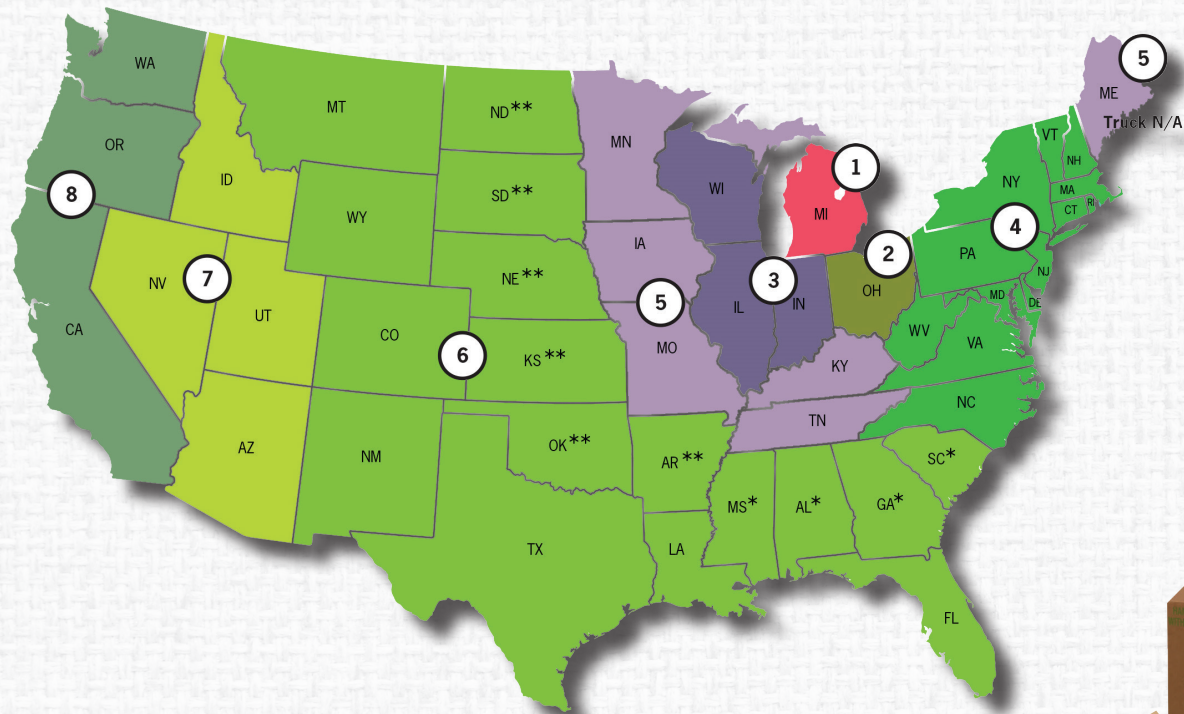 WA
MT
ND**
MN
ME
5
Truck N/A
OR
ID
SD**
WI
MI
1
VT
NH
NY
MA
CT
RI
8
WY
IA
4
NV
7
NE**
2
PA
NJ
UT
5
3
IL
IN
OH
MD
DE
CA
CO
6
KS**
MO
WV
VA
KY
AZ
NM
OK**
AR**
TN
NC
SC*
MS*
AL*
GA*
TX
LA
FL